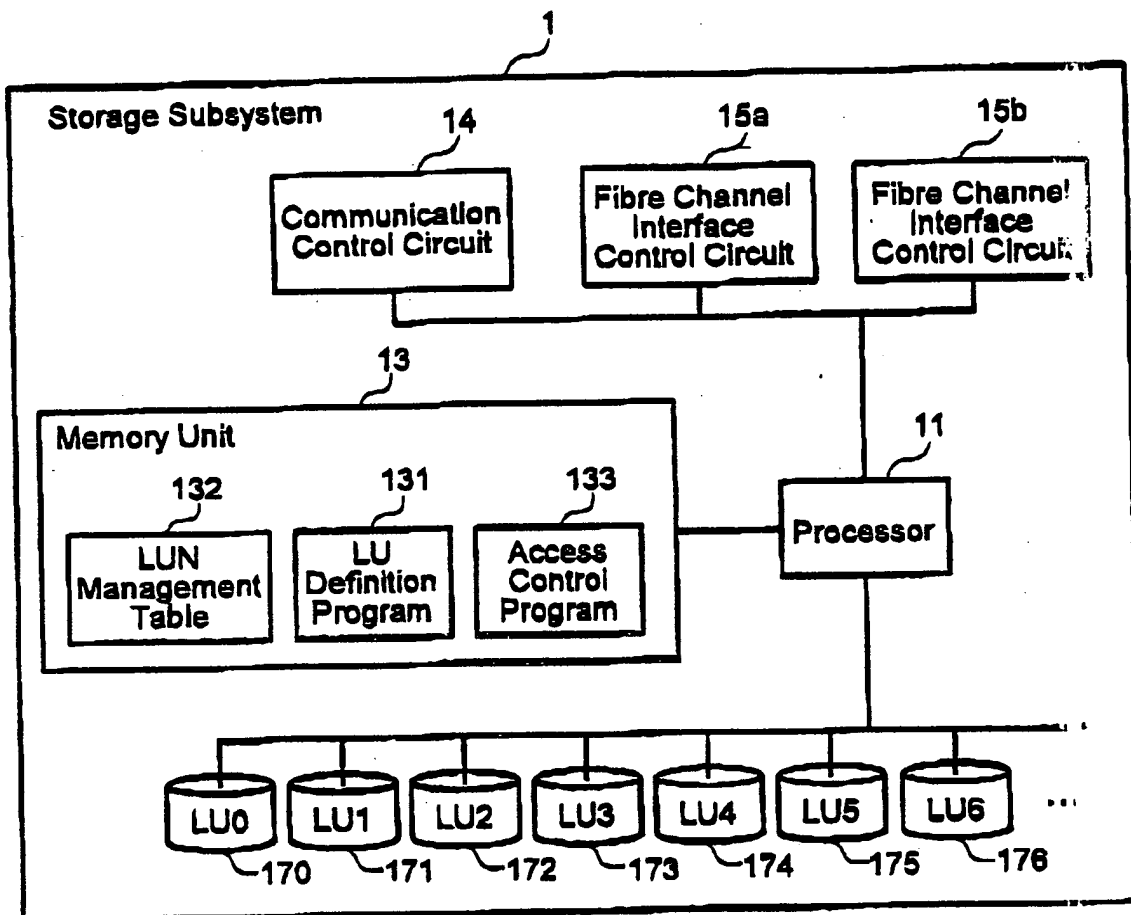 1
Storage Subsystem
14
15a
15b
Communication
Control Circuit
Fibre Channel
Interface
Control Circuit
Fibre Channel
Interface
Control Circuit
13
Memory Unit
11
Processor
132
131
133
LUN
Management
Table
LU
Definition
Program
Access
Control
Program
LU0
LU1
LU2
LU3
LU4
LU5
LU6
...
...
170
171
172
173
174
175
176